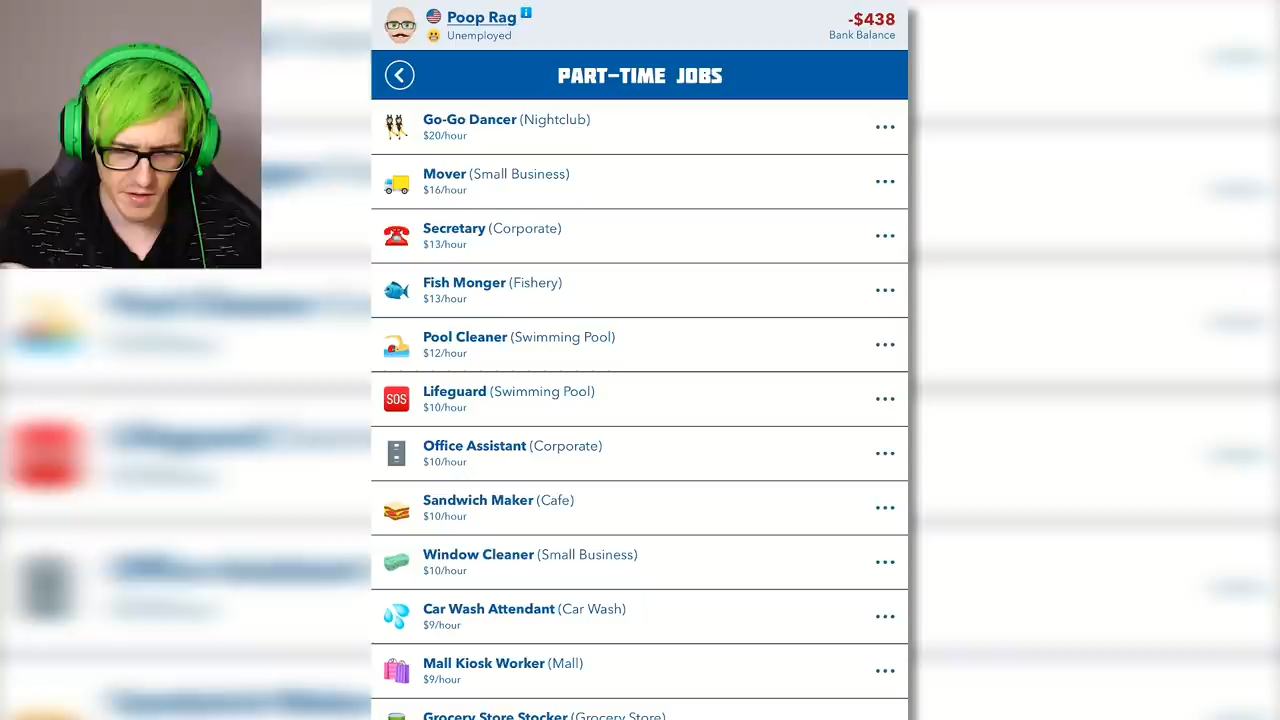 Poop Rag i
Unemployed
-$438
Bank Balance
PART-TIME JOBS
Go-Go Dancer (Nightclub)
$20/hour
Mover (Small Business)
$16/hour
Secretary (Corporate)
$13/hour
Fish Monger (Fishery)
$13/hour
Pool Cleaner (Swimming Pool)
$12/hour
SOS
Lifeguard (Swimming Pool)
$10/hour
Office Assistant (Corporate)
$10/hour
Sandwich Maker (Cafe)
$10/hour
Window Cleaner (Small Business)
$10/hour
Car Wash Attendant (Car Wash)
$9/hour
Mall Kiosk Worker (Mall)
$9/hour
Grocery Store Stocker (Grocery Store)